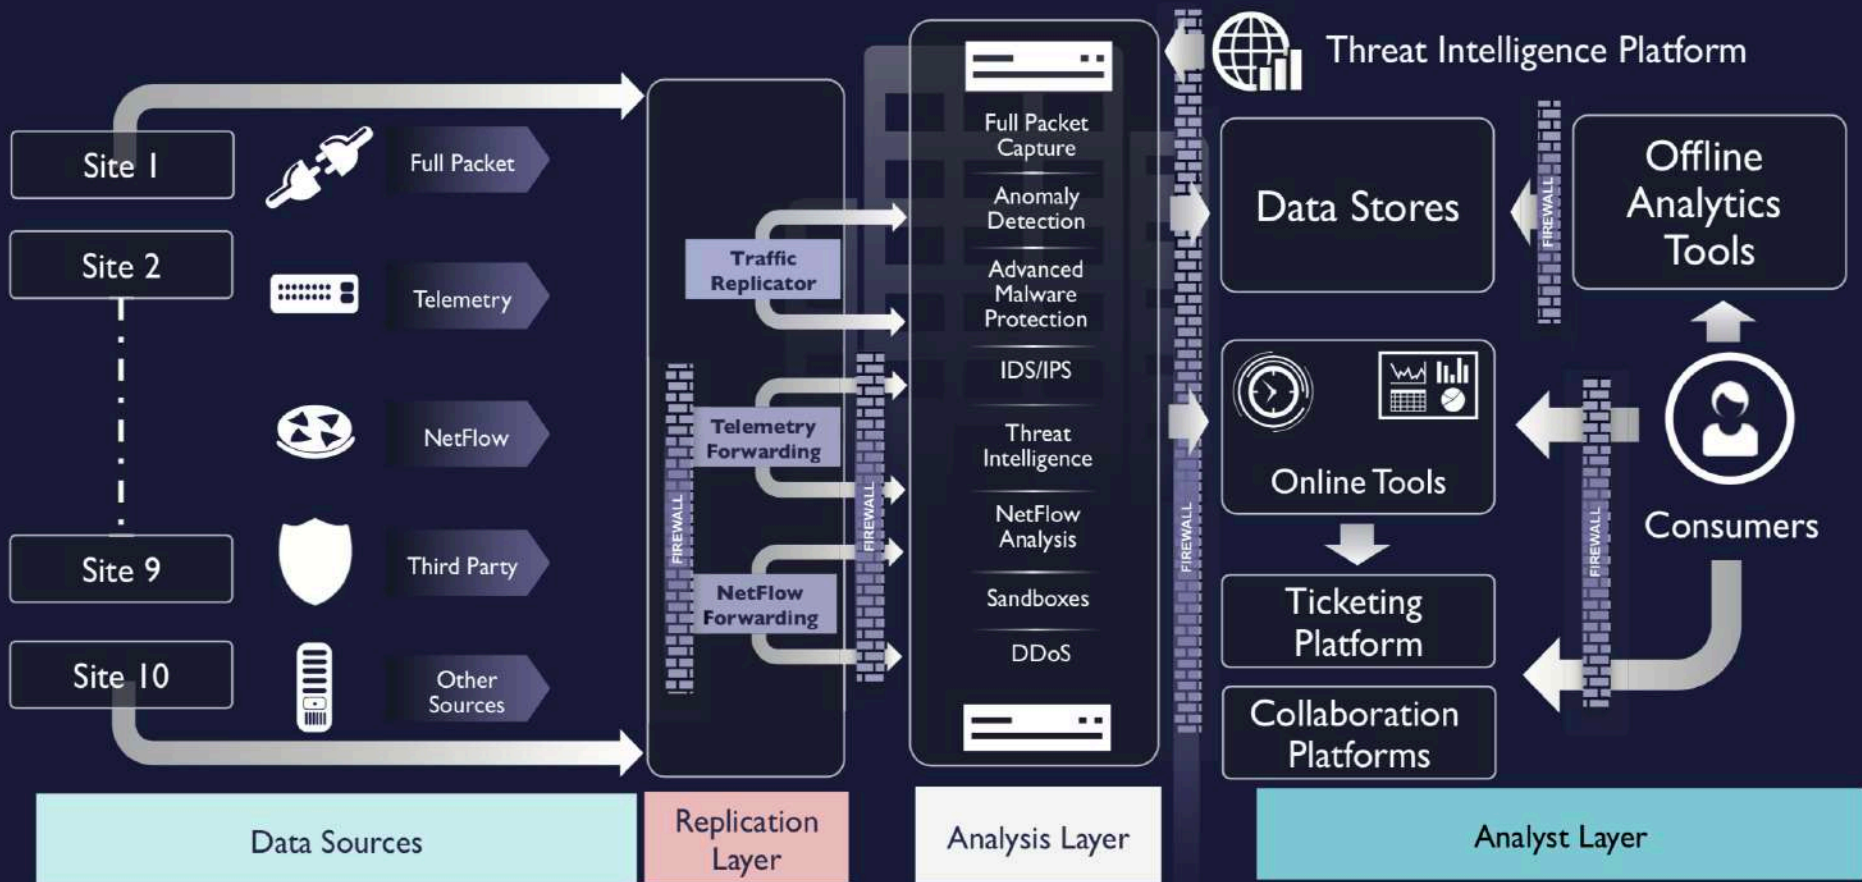 Threat Intelligence Platform
Site 1
Site 2
Site 9
Site 10
Full Packet
Telemetry
NetFlow
Third Party
Other
Sources
Traffic
Replicator
Telemetry
Forwarding
NetFlow
Forwarding
FIREWALL
FIREWALL
Full Packet
Capture
Anomaly
Detection
Advanced
Malware
Protection
IDS/IPS
Threat
Intelligence
NetFlow
Analysis
Sandboxes
DDoS
FIREWALL
Data Stores
Online Tools
Ticketing
Platform
Collaboration
Platforms
FIREWALL
FIREWALL
Offline
Analytics
Tools
Consumers
Data Sources
Replication
Layer
Analysis Layer
Analyst Layer